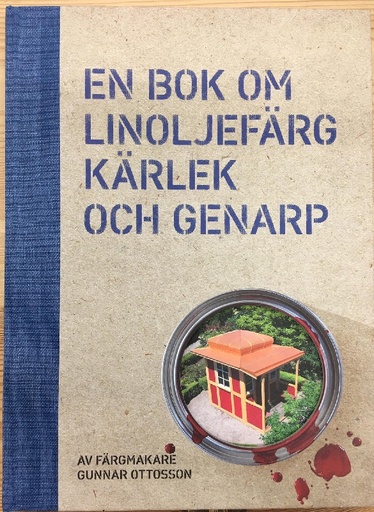 EN BOK OM
LINOLJEFÄRG
KÄRLEK
OCH GENARP
AV FÄRGMAKARE
GUNNAR OTTOSSON